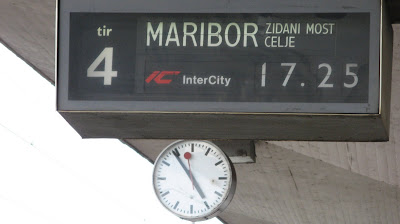 tir
4
MARIBOR ZIDANI MOST
CELJE
IC InterCity 17.25